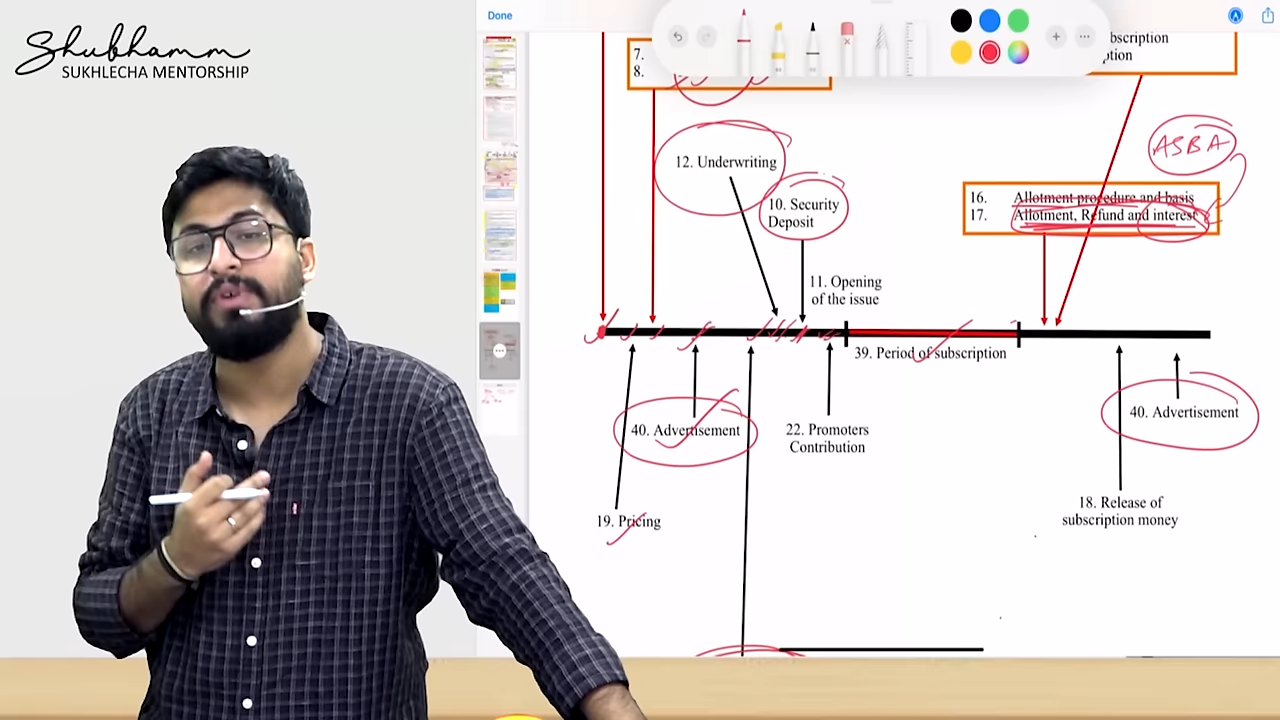 Shubhamm
SUKHLECHA MENTORSHIP
Done
7.
8.
bscription
ption
ASBA
12. Underwriting
10. Security
Deposit
16. Allotment procedure and basis
17. Allotment, Refund and interest
11. Opening
of the issue
39. Period of subscription
40. Advertisement
22. Promoters
Contribution
40. Advertisement
19. Pricing
18. Release of
subscription money